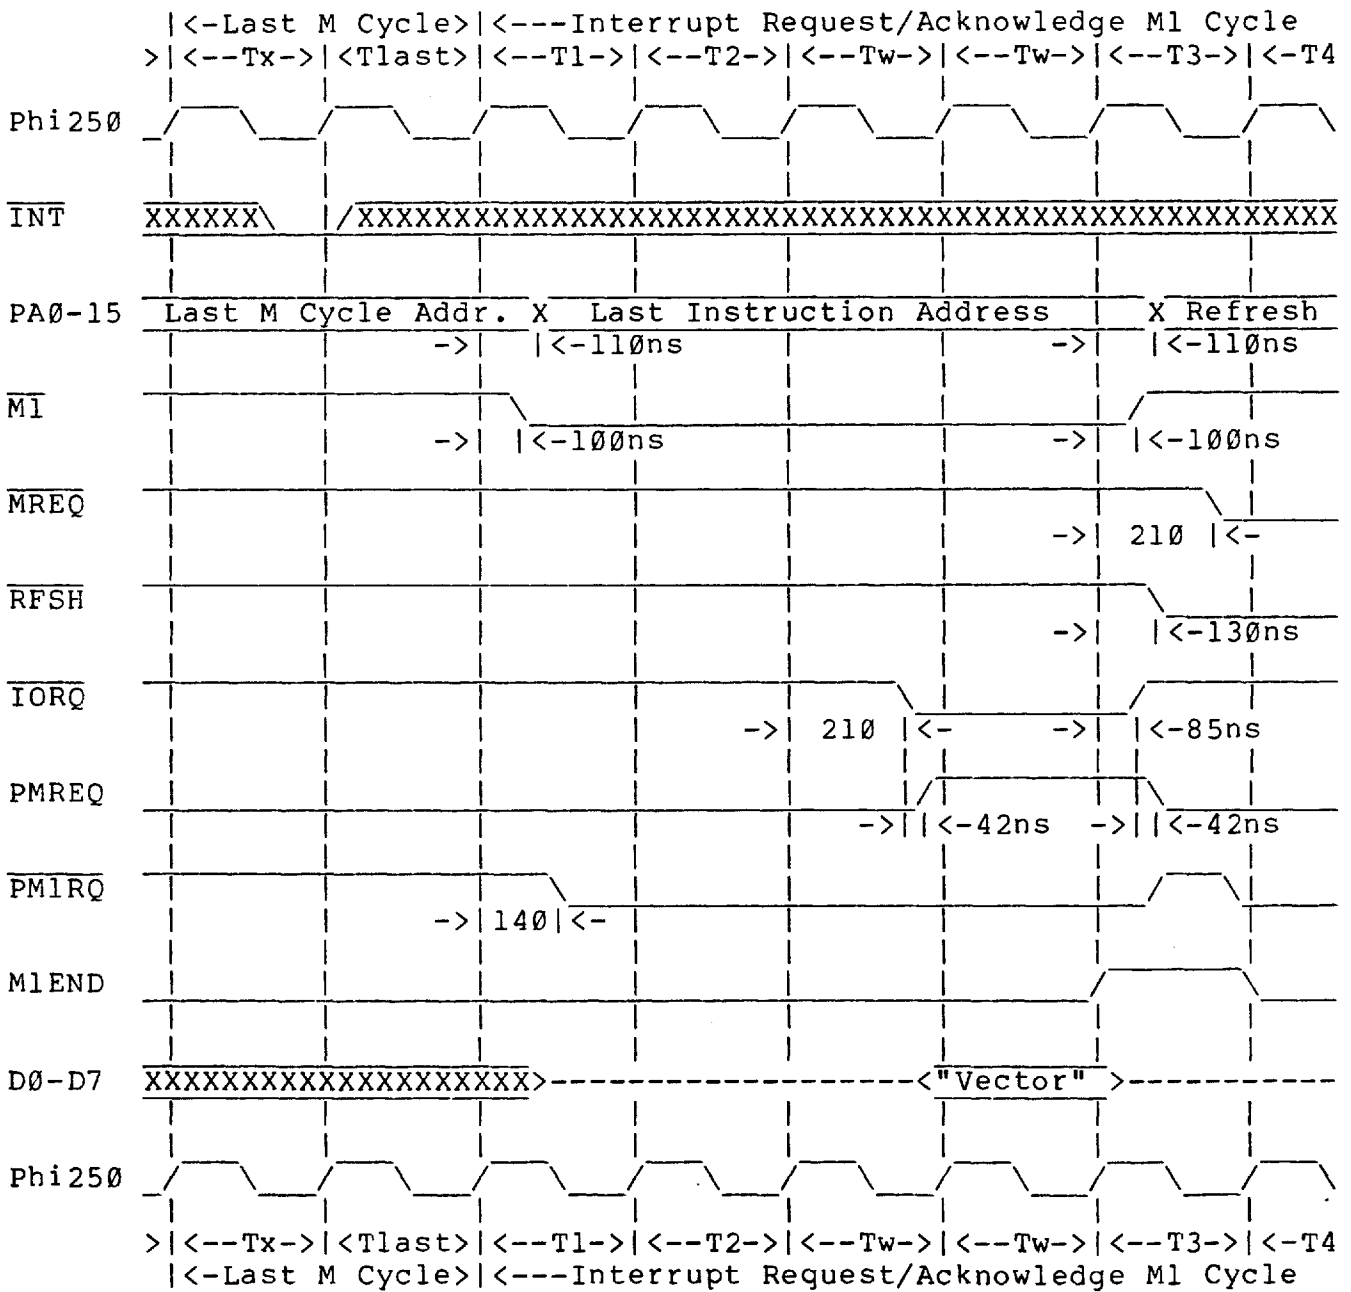 |<-Last M Cycle>|<---Interrupt Request/Acknowledge M1 Cycle
>|<--Tx->|<Tlast>|<--T1->|<--T2->|<--Tw->|<--Tw->|<--T3->|<-T4
Phi250
INT XXXXXX\ /XXXXXXXXXXXXXXXXXXXXXXXXXXXXXXXXXXXXXXXXXXXXXXXXXXX
PA0-15 Last M Cycle Addr. X Last Instruction Address | X Refresh
->| |<-110ns ->| |<-110ns
M1
->| |<-100ns ->| |<-100ns
MREQ
->| 210 |<-
RFSH
->| |<-130ns
IORQ
->| 210 |<- ->| |<-85ns
PMREQ
->||<-42ns ->||<-42ns
PM1RQ
->|140|<-
M1END
D0-D7 XXXXXXXXXXXXXXXXXXXX>--------------------<"Vector" >-----------
Phi250
>|<--Tx->|<Tlast>|<--T1->|<--T2->|<--Tw->|<--Tw->|<--T3->|<-T4
|<-Last M Cycle>|<---Interrupt Request/Acknowledge M1 Cycle